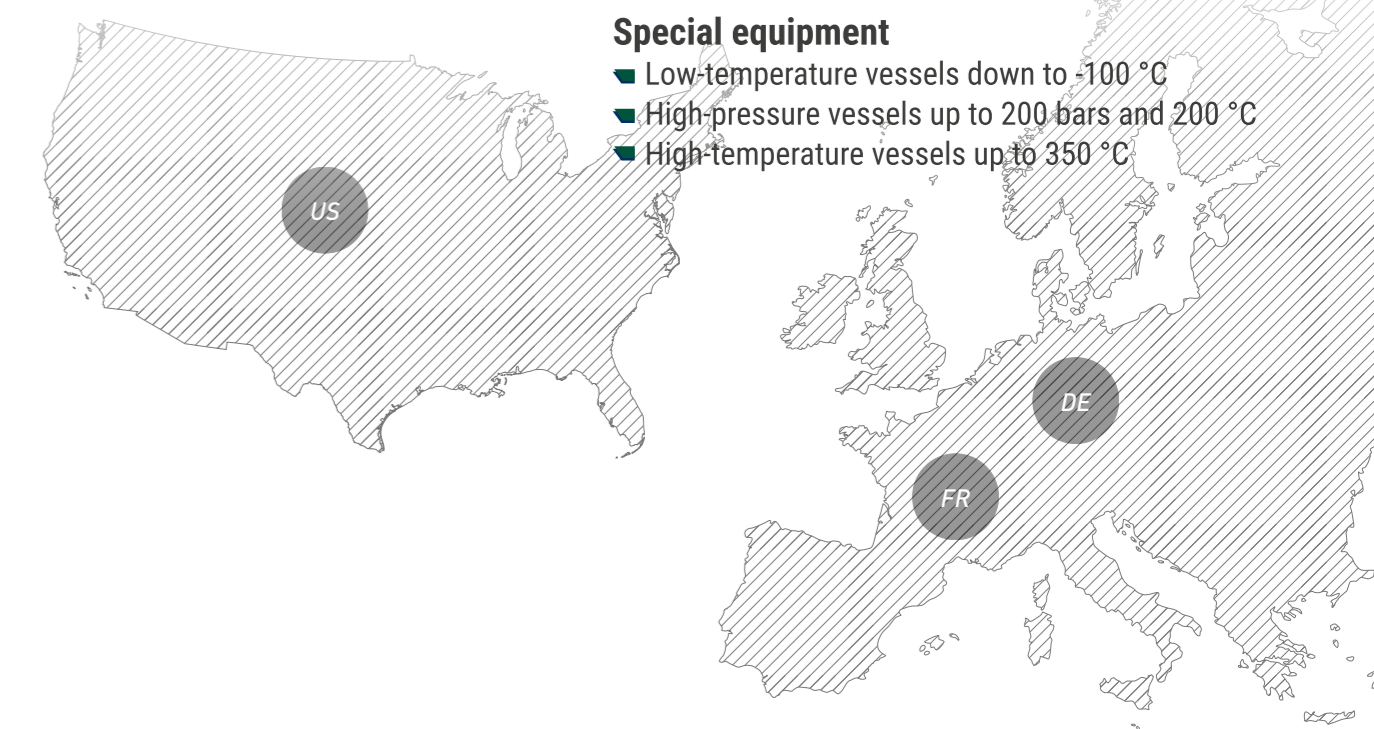 Special equipment
Low-temperature vessels down to -100 °C
High-pressure vessels up to 200 bars and 200 °C
High-temperature vessels up to 350 °C
US
DE
FR